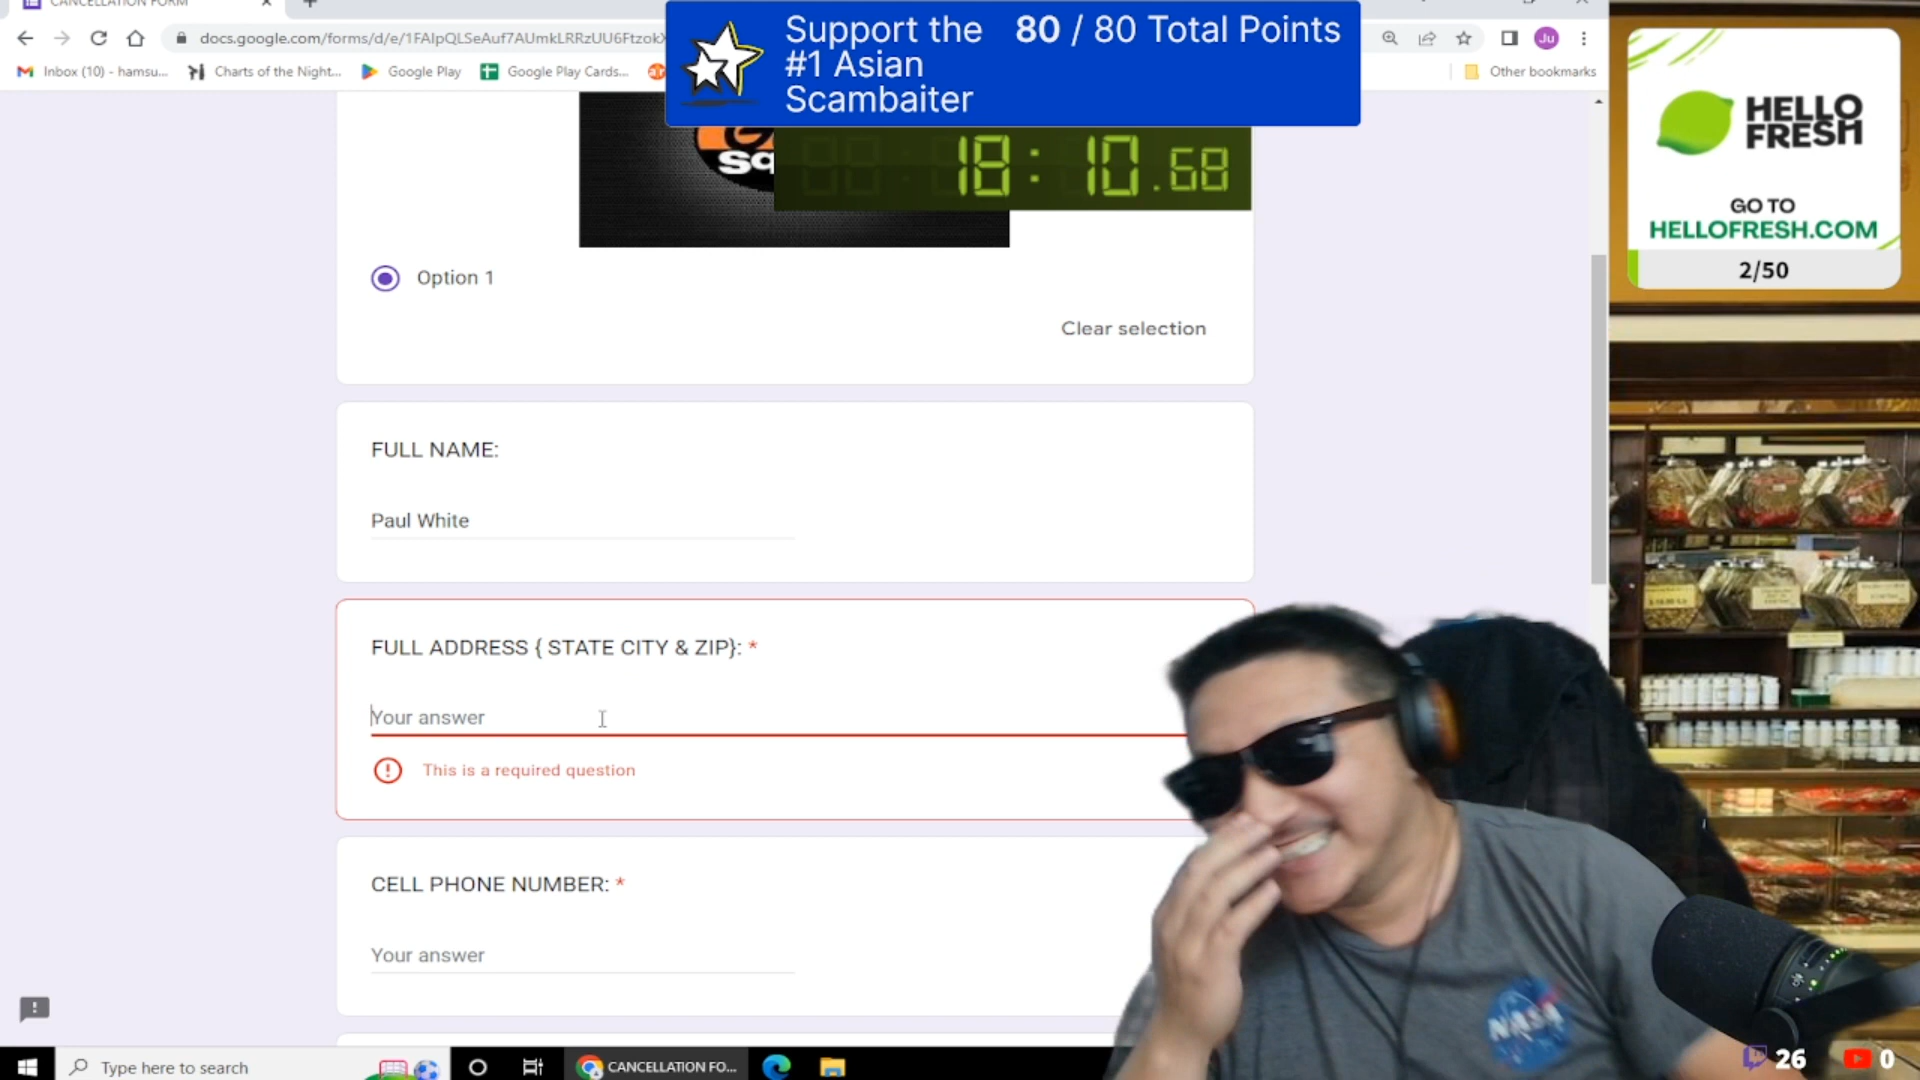 CANCELLATION FORM
docs.google.com/forms/d/e/1FAIpQLSeAuf7AUmkLRRzUU6Ftzok
Ju
Inbox (10) - hamsu...
Charts of the Night...
Google Play
Google Play Cards...
Other bookmarks
Support the
#1 Asian
Scambaiter
80 / 80 Total Points
18:10.68
HELLO
FRESH
GO TO
HELLOFRESH.COM
2/50
Option 1
Clear selection
FULL NAME:
Paul White
FULL ADDRESS { STATE CITY & ZIP}: *
Your answer
This is a required question
CELL PHONE NUMBER: *
Your answer
NASA
Type here to search
CANCELLATION FO...
26
0